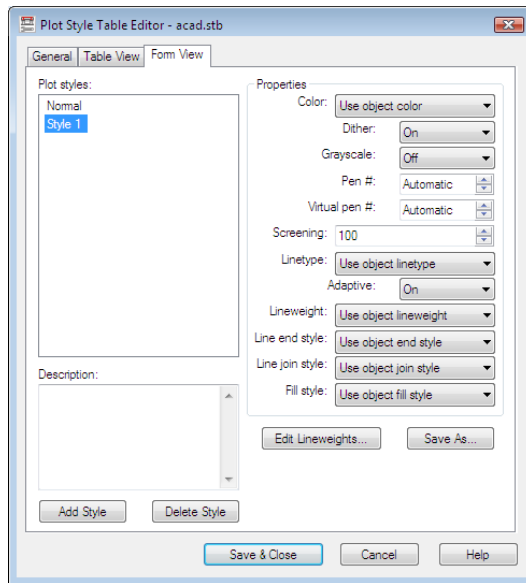 Plot Style Table Editor - acad.stb
General Table View Form View
Plot styles:
Normal
Style 1
Description:
Add Style Delete Style
Properties
Color: Use object color
Dither: On
Grayscale: Off
Pen #: Automatic
Virtual pen #: Automatic
Screening: 100
Linetype: Use object linetype
Adaptive: On
Lineweight: Use object lineweight
Line end style: Use object end style
Line join style: Use object join style
Fill style: Use object fill style
Edit Lineweights... Save As...
Save & Close Cancel Help